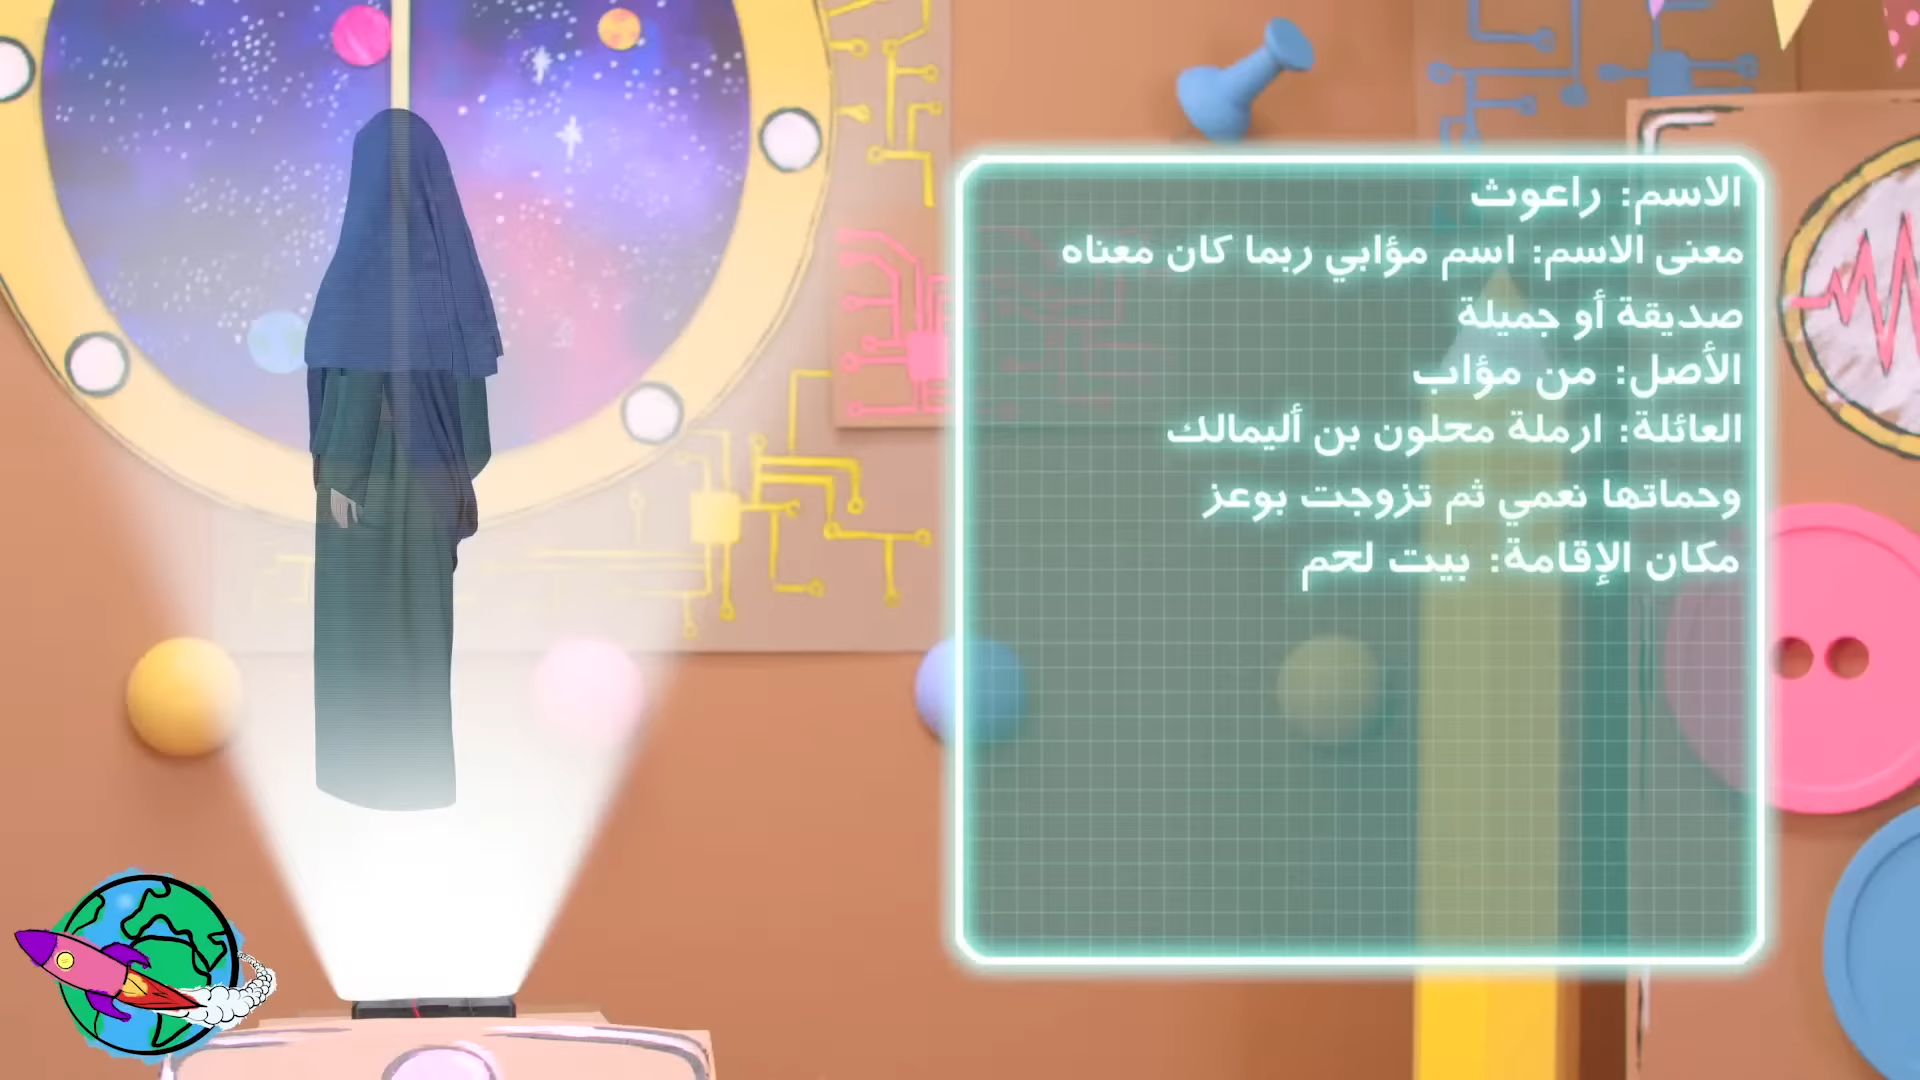 الاسم: راعوث
معنى الاسم: اسم مؤابي ربما كان معناه
صديقة أو جميلة
الأصل: من مؤاب
العائلة: ارملة محلون بن أليمالك
وحماتها نعمي ثم تزوجت بوعز
مكان الإقامة: بيت لحم